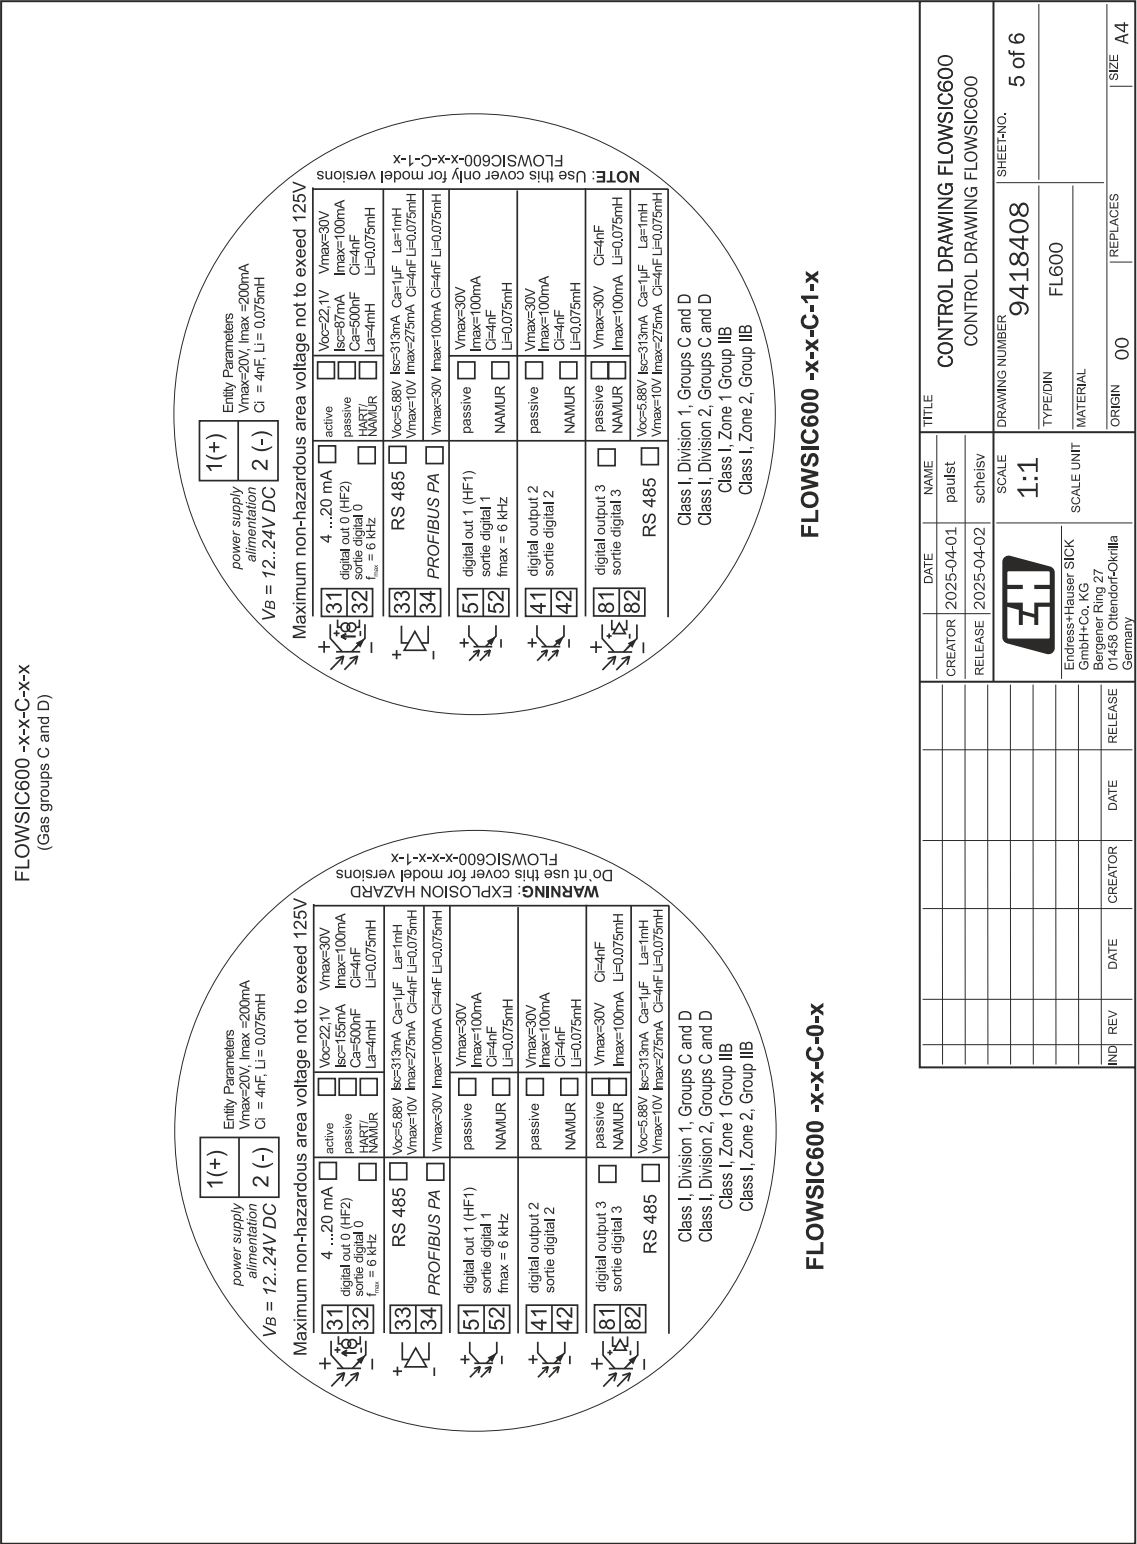 FLOWSIC600 -x-x-C-x-x
(Gas groups C and D)
power supply
alimentation
VB = 12..24V DC
1(+)
2 (-)
Entity Parameters
Vmax=20V, Imax =200mA
Ci = 4nF, Li = 0.075mH
Maximum non-hazardous area voltage not to exeed 125V
31
32
4 ...20 mA
digital out 0 (HF2)
sortie digital 0
fmax = 6 kHz
active
passive
HART/
NAMUR
Voc=22,1V
Isc=155mA
Ca=500nF
La=4mH
Vmax=30V
Imax=100mA
Ci=4nF
Li=0.075mH
33
34
RS 485
PROFIBUS PA
Voc=5.88V Isc=313mA Ca=1µF La=1mH
Vmax=10V Imax=275mA Ci=4nF Li=0.075mH
Vmax=30V Imax=100mA Ci=4nF Li=0.075mH
51
52
digital out 1 (HF1)
sortie digital 1
fmax = 6 kHz
passive
NAMUR
Vmax=30V
Imax=100mA
Ci=4nF
Li=0.075mH
41
42
digital output 2
sortie digital 2
passive
NAMUR
Vmax=30V
Imax=100mA
Ci=4nF
Li=0.075mH
81
82
digital output 3
sortie digital 3
passive
NAMUR
Vmax=30V Ci=4nF
Imax=100mA Li=0.075mH
RS 485
Voc=5.88V Isc=313mA Ca=1µF La=1mH
Vmax=10V Imax=275mA Ci=4nF Li=0.075mH
Class I, Division 1, Groups C and D
Class I, Division 2, Groups C and D
Class I, Zone 1 Group IIB
Class I, Zone 2, Group IIB
WARNING: EXPLOSION HAZARD
Do`nt use this cover for model versions
FLOWSIC600-x-x-x-1-x
FLOWSIC600 -x-x-C-0-x
power supply
alimentation
VB = 12..24V DC
1(+)
2 (-)
Entity Parameters
Vmax=20V, Imax =200mA
Ci = 4nF, Li = 0,075mH
Maximum non-hazardous area voltage not to exeed 125V
31
32
4 ...20 mA
digital out 0 (HF2)
sortie digital 0
fmax = 6 kHz
active
passive
HART/
NAMUR
Voc=22,1V
Isc=87mA
Ca=500nF
La=4mH
Vmax=30V
Imax=100mA
Ci=4nF
Li=0.075mH
33
34
RS 485
PROFIBUS PA
Voc=5.88V Isc=313mA Ca=1µF La=1mH
Vmax=10V Imax=275mA Ci=4nF Li=0.075mH
Vmax=30V Imax=100mA Ci=4nF Li=0.075mH
51
52
digital out 1 (HF1)
sortie digital 1
fmax = 6 kHz
passive
NAMUR
Vmax=30V
Imax=100mA
Ci=4nF
Li=0.075mH
41
42
digital output 2
sortie digital 2
passive
NAMUR
Vmax=30V
Imax=100mA
Ci=4nF
Li=0.075mH
81
82
digital output 3
sortie digital 3
passive
NAMUR
Vmax=30V Ci=4nF
Imax=100mA Li=0.075mH
RS 485
Voc=5.88V Isc=313mA Ca=1µF La=1mH
Vmax=10V Imax=275mA Ci=4nF Li=0.075mH
Class I, Division 1, Groups C and D
Class I, Division 2, Groups C and D
Class I, Zone 1 Group IIB
Class I, Zone 2, Group IIB
NOTE: Use this cover only for model versions
FLOWSIC600-x-x-C-1-x
FLOWSIC600 -x-x-C-1-x
IND REV DATE CREATOR DATE RELEASE
DATE NAME
CREATOR 2025-04-01 paulst
RELEASE 2025-04-02 scheisv
EH
Endress+Hauser SICK
GmbH+Co. KG
Bergener Ring 27
01458 Ottendorf-Okrilla
Germany
SCALE
1:1
SCALE UNIT
TITLE
CONTROL DRAWING FLOWSIC600
CONTROL DRAWING FLOWSIC600
DRAWING NUMBER
9418408
SHEET-NO.
5 of 6
TYPE/DIN
FL600
MATERIAL
ORIGIN 00
REPLACES
SIZE A4